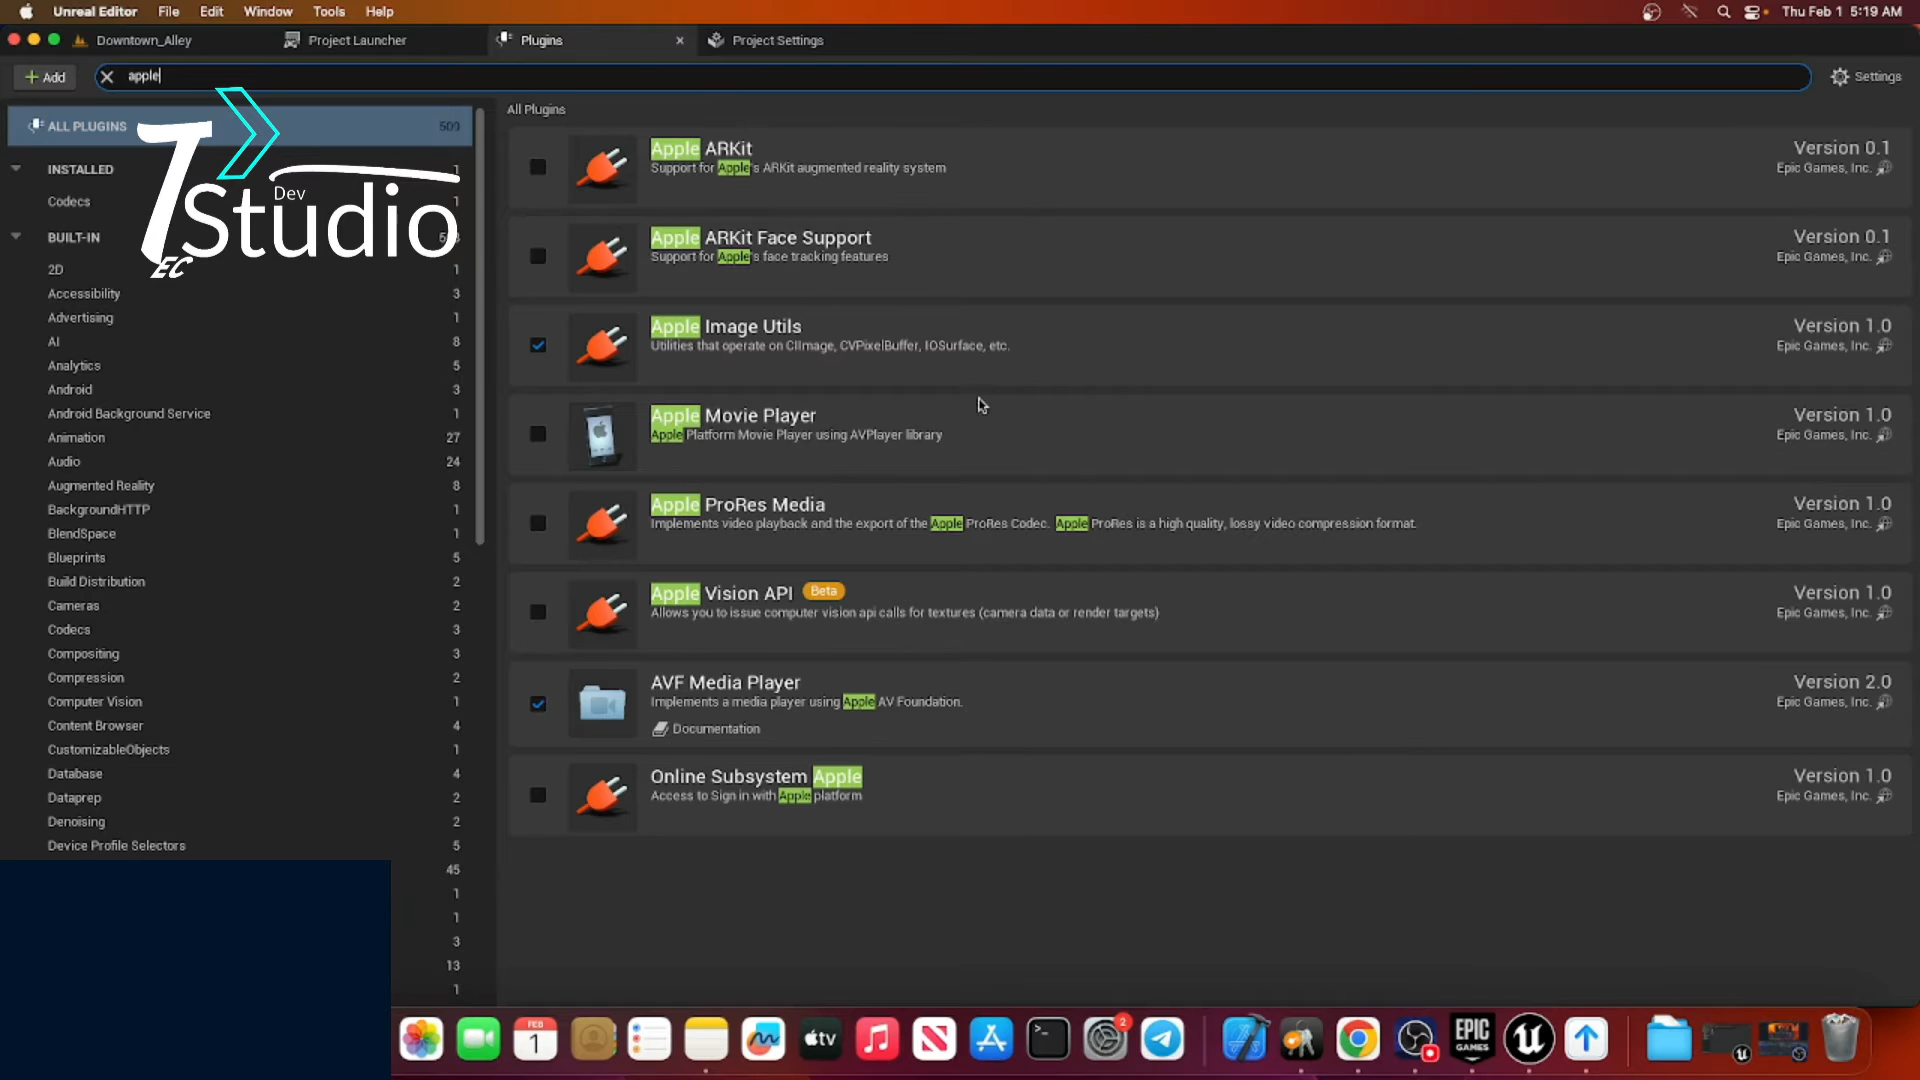 Unreal Editor File Edit Window Tools Help Thu Feb 1 5:19 AM
Downtown_Alley Project Launcher Plugins Project Settings
+ Add apple Settings
ALL PLUGINS 509
INSTALLED 1
Codecs 1
BUILT-IN
2D 1
Accessibility 3
Advertising 1
AI 8
Analytics 5
Android 3
Android Background Service 1
Animation 27
Audio 24
Augmented Reality 8
BackgroundHTTP 1
BlendSpace 1
Blueprints 5
Build Distribution 2
Cameras 2
Codecs 3
Compositing 3
Compression 2
Computer Vision 1
Content Browser 4
CustomizableObjects 1
Database 4
Dataprep 2
Denoising 2
Device Profile Selectors 5
45
1
1
3
13
1
7EC Dev Studio
All Plugins
Apple ARKit Version 0.1
Support for Apple's ARKit augmented reality system Epic Games, Inc.
Apple ARKit Face Support Version 0.1
Support for Apple's face tracking features Epic Games, Inc.
Apple Image Utils Version 1.0
Utilities that operate on CIImage, CVPixelBuffer, IOSurface, etc. Epic Games, Inc.
Apple Movie Player Version 1.0
Apple Platform Movie Player using AVPlayer library Epic Games, Inc.
Apple ProRes Media Version 1.0
Implements video playback and the export of the Apple ProRes Codec. Apple ProRes is a high quality, lossy video compression format. Epic Games, Inc.
Apple Vision API Beta Version 1.0
Allows you to issue computer vision api calls for textures (camera data or render targets) Epic Games, Inc.
AVF Media Player Version 2.0
Implements a media player using Apple AV Foundation. Epic Games, Inc.
Documentation
Online Subsystem Apple Version 1.0
Access to Sign in with Apple platform Epic Games, Inc.
FEB
1
tv
2
EPIC
GAMES